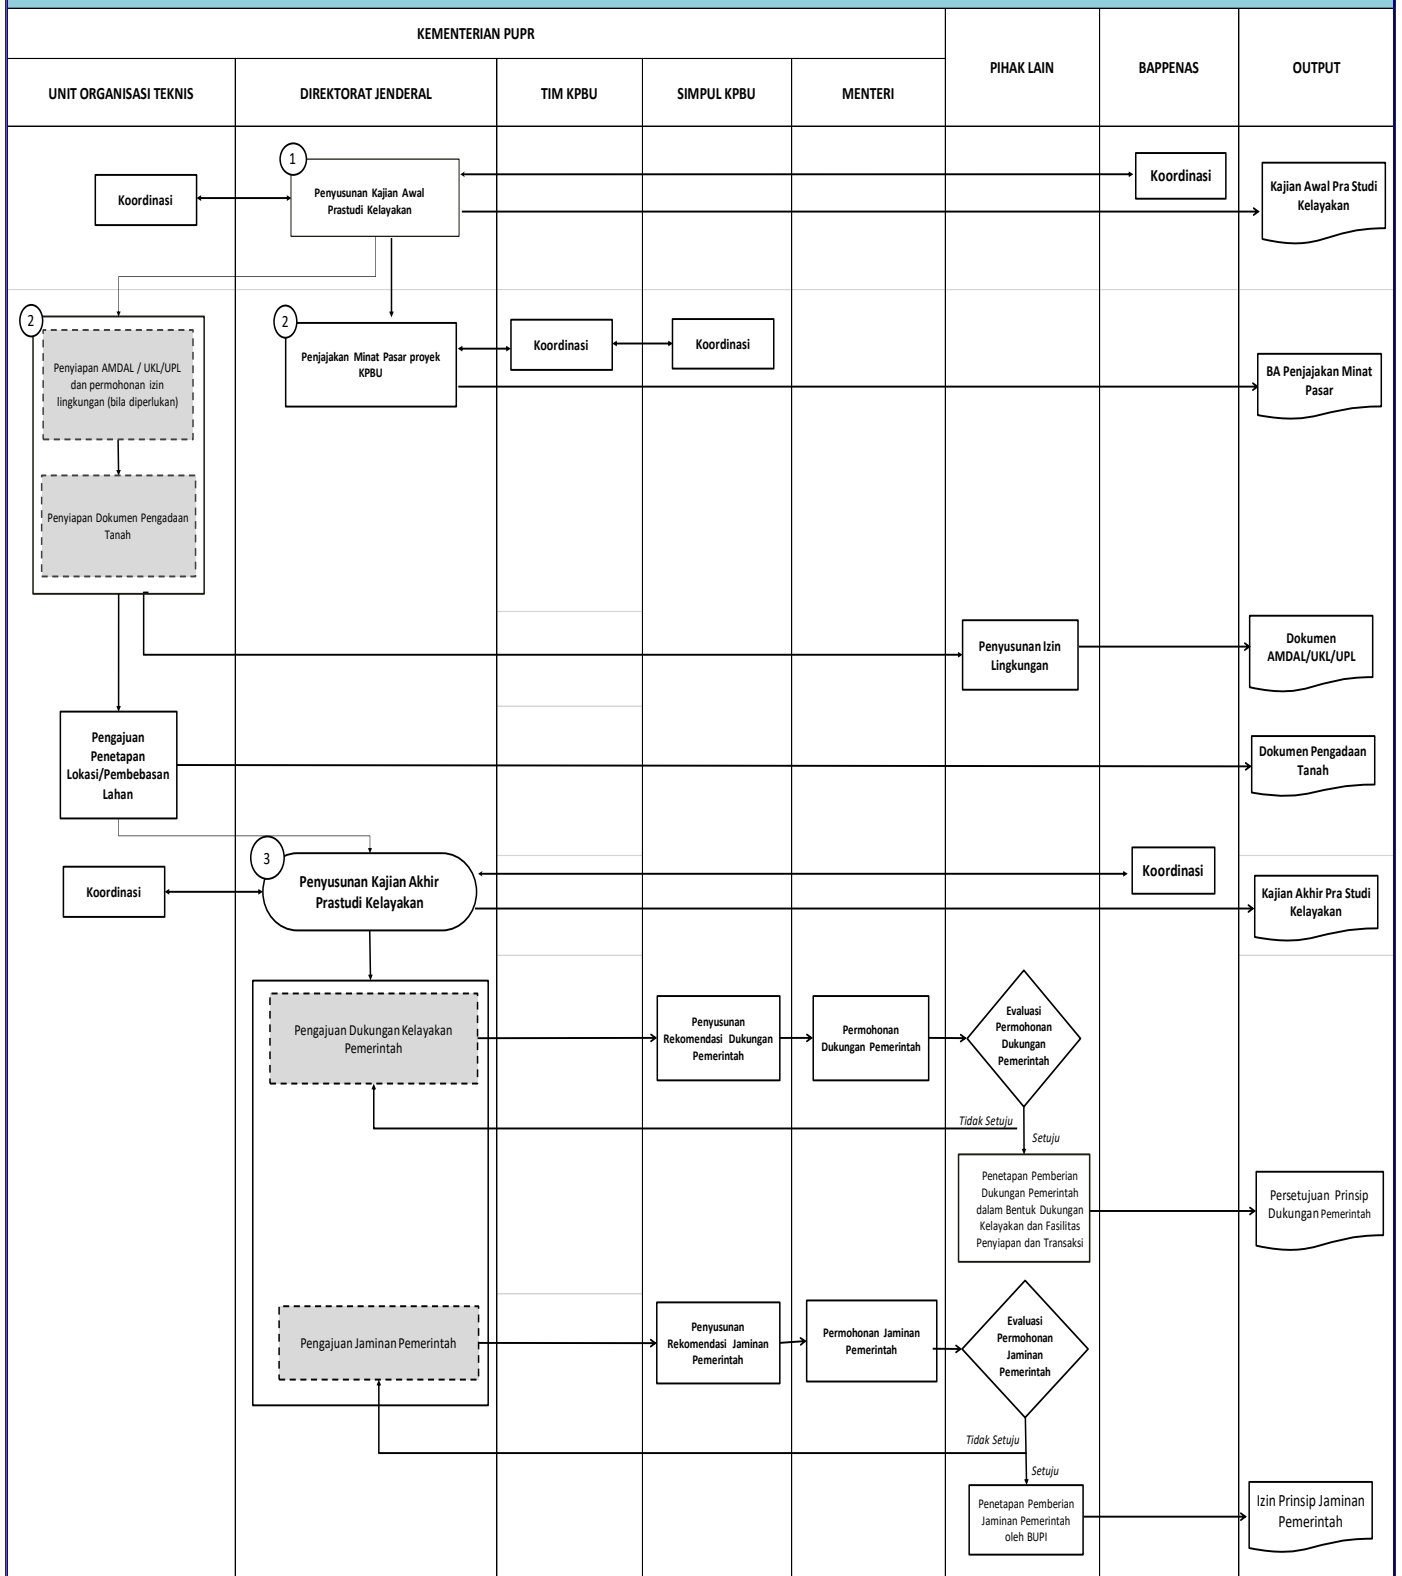 KEMENTERIAN PUPR
PIHAK LAIN
BAPPENAS
OUTPUT
UNIT ORGANISASI TEKNIS
DIREKTORAT JENDERAL
TIM KPBU
SIMPUL KPBU
MENTERI
1
Koordinasi
Penyusunan Kajian Awal
Prastudi Kelayakan
Koordinasi
Kajian Awal Pra Studi
Kelayakan
2
Penyiapan AMDAL / UKL/UPL
dan permohonan izin
lingkungan (bila diperlukan)
Penyiapan Dokumen Pengadaan
Tanah
2
Penjajakan Minat Pasar proyek
KPBU
Koordinasi
Koordinasi
BA Penjajakan Minat
Pasar
Penyusunan Izin
Lingkungan
Dokumen
AMDAL/UKL/UPL
Pengajuan
Penetapan
Lokasi/Pembebasan
Lahan
Dokumen Pengadaan
Tanah
3
Koordinasi
Penyusunan Kajian Akhir
Prastudi Kelayakan
Koordinasi
Kajian Akhir Pra Studi
Kelayakan
Pengajuan Dukungan Kelayakan
Pemerintah
Penyusunan
Rekomendasi Dukungan
Pemerintah
Permohonan
Dukungan Pemerintah
Evaluasi
Permohonan
Dukungan
Pemerintah
Tidak Setuju
Setuju
Penetapan Pemberian
Dukungan Pemerintah
dalam Bentuk Dukungan
Kelayakan dan Fasilitas
Penyiapan dan Transaksi
Persetujuan Prinsip
Dukungan Pemerintah
Pengajuan Jaminan Pemerintah
Penyusunan
Rekomendasi Jaminan
Pemerintah
Permohonan Jaminan
Pemerintah
Evaluasi
Permohonan
Jaminan
Pemerintah
Tidak Setuju
Setuju
Penetapan Pemberian
Jaminan Pemerintah
oleh BUPI
Izin Prinsip Jaminan
Pemerintah